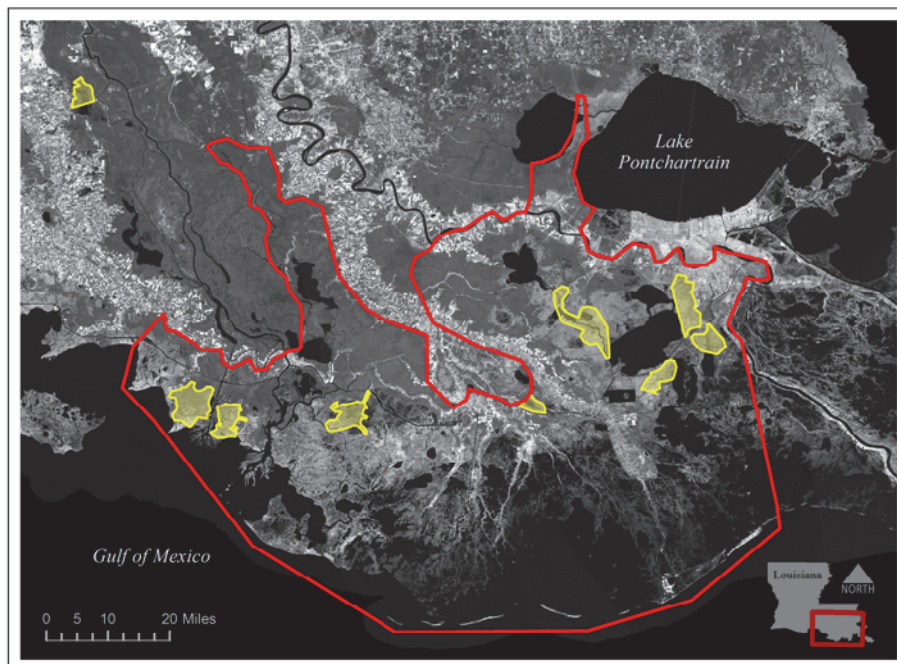 Lake
Pontchartrain
Gulf of Mexico
0 5 10 20 Miles
Louisiana
NORTH